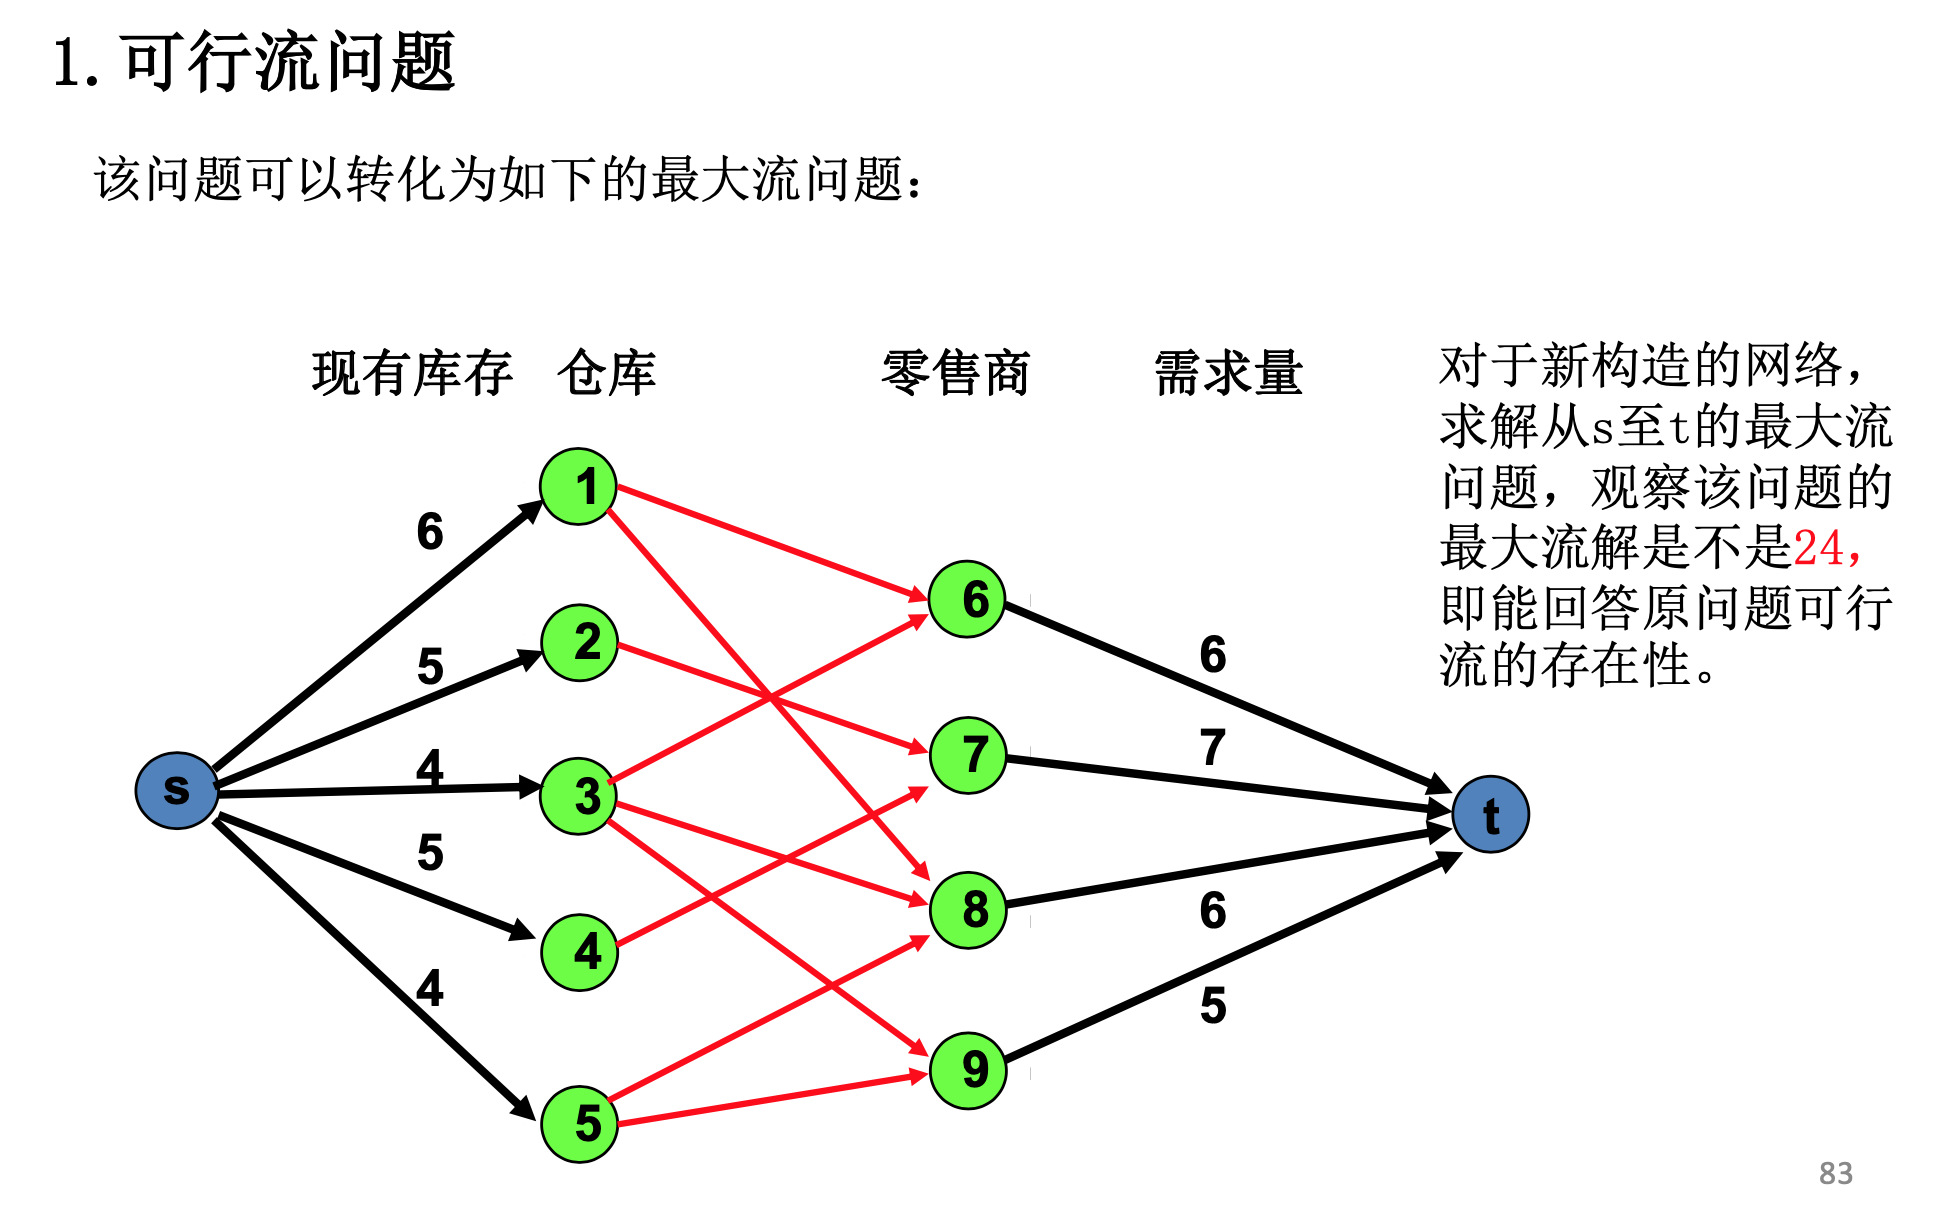 1.可行流问题
该问题可以转化为如下的最大流问题：
现有库存 仓库 零售商 需求量
对于新构造的网络，
求解从s至t的最大流
问题，观察该问题的
最大流解是不是24，
即能回答原问题可行
流的存在性。
1
6
6
2
5
6
7
7
4
3
s
t
5
8
4
6
4
9
5
5
83